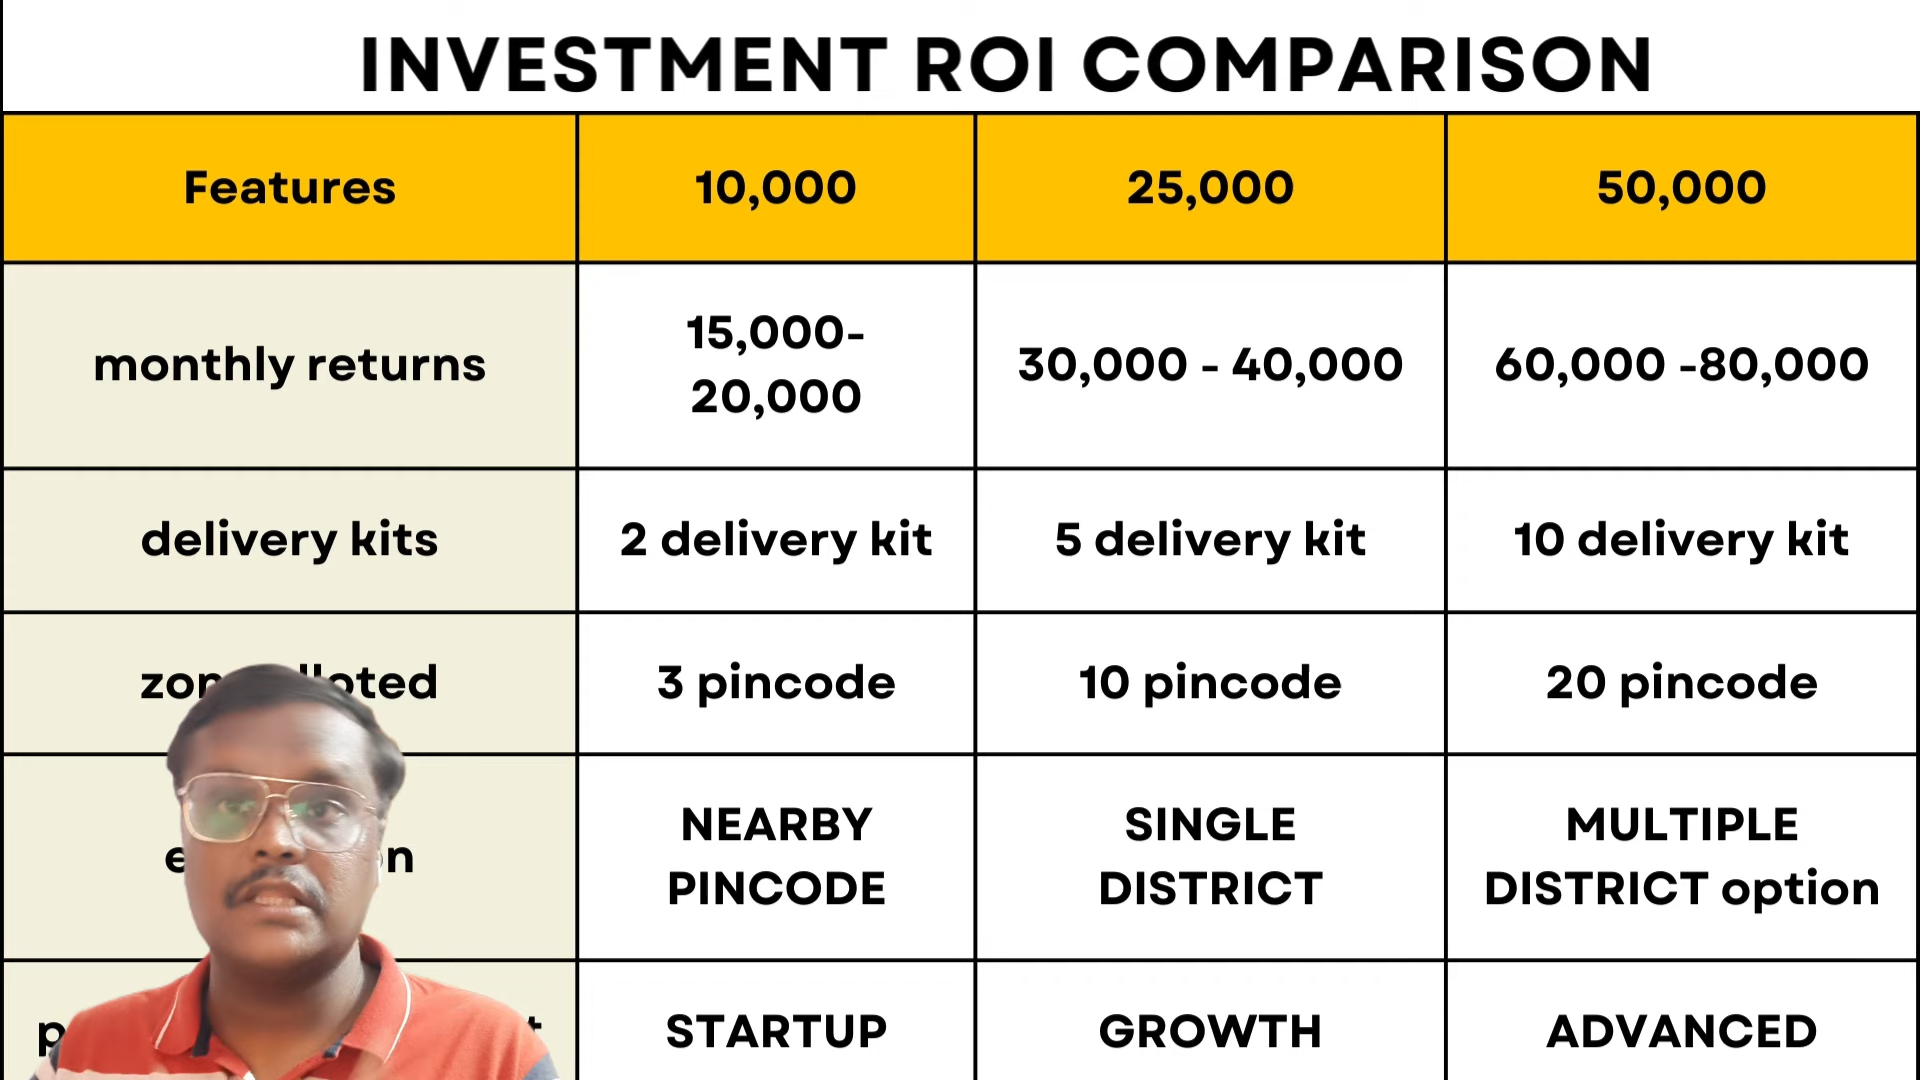 INVESTMENT ROI COMPARISON
Features 10,000 25,000 50,000
monthly returns 15,000-
20,000 30,000 - 40,000 60,000 -80,000
delivery kits 2 delivery kit 5 delivery kit 10 delivery kit
3 pincode 10 pincode 20 pincode
NEARBY
PINCODE SINGLE
DISTRICT MULTIPLE
DISTRICT option
STARTUP GROWTH ADVANCED